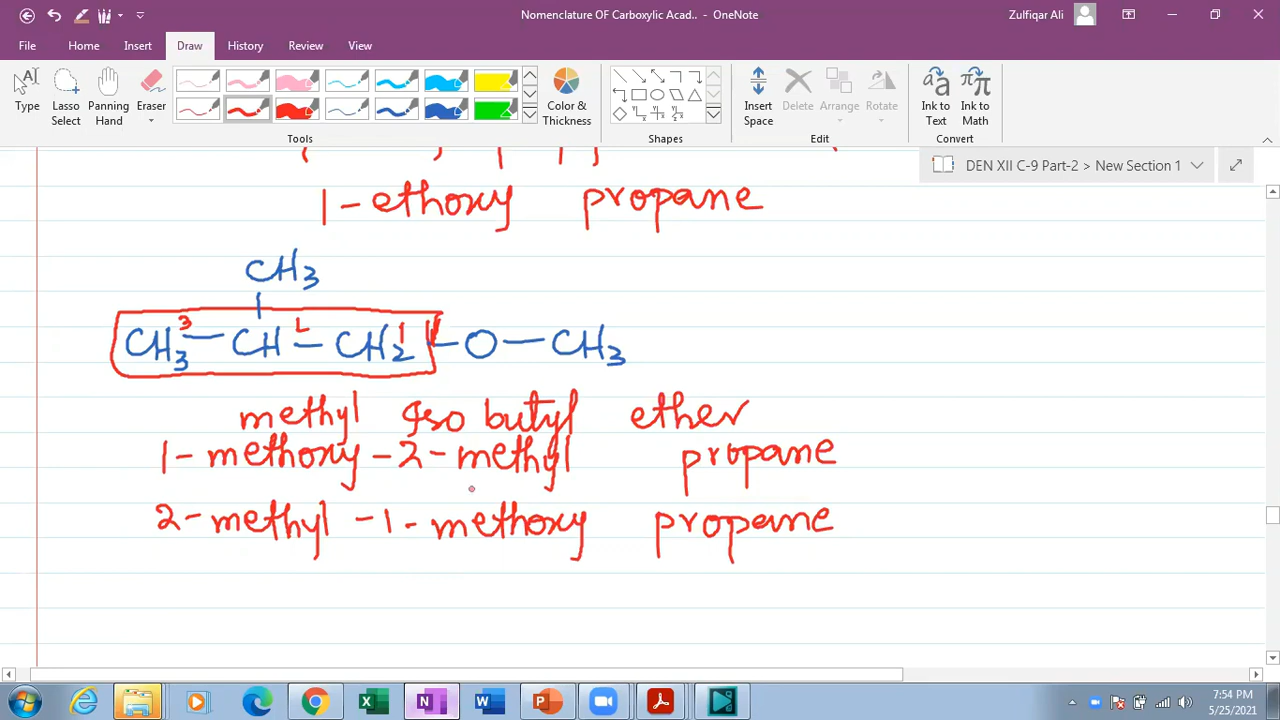 Nomenclature OF Carboxylic Acad.. - OneNote
Zulfiqar Ali
File Home Insert Draw History Review View
Type
Lasso Select
Panning Hand
Eraser
Color & Thickness
Insert Space
Delete
Arrange
Rotate
Ink to Text
Ink to Math
Tools
Shapes
Edit
Convert
DEN XII C-9 Part-2 > New Section 1
1-ethoxy propane
CH3
3 2 1
CH3 — CH — CH2 — O — CH3
methyl iso butyl ether
1-methoxy-2-methyl propane
2-methyl-1-methoxy propane
7:54 PM
5/25/2021